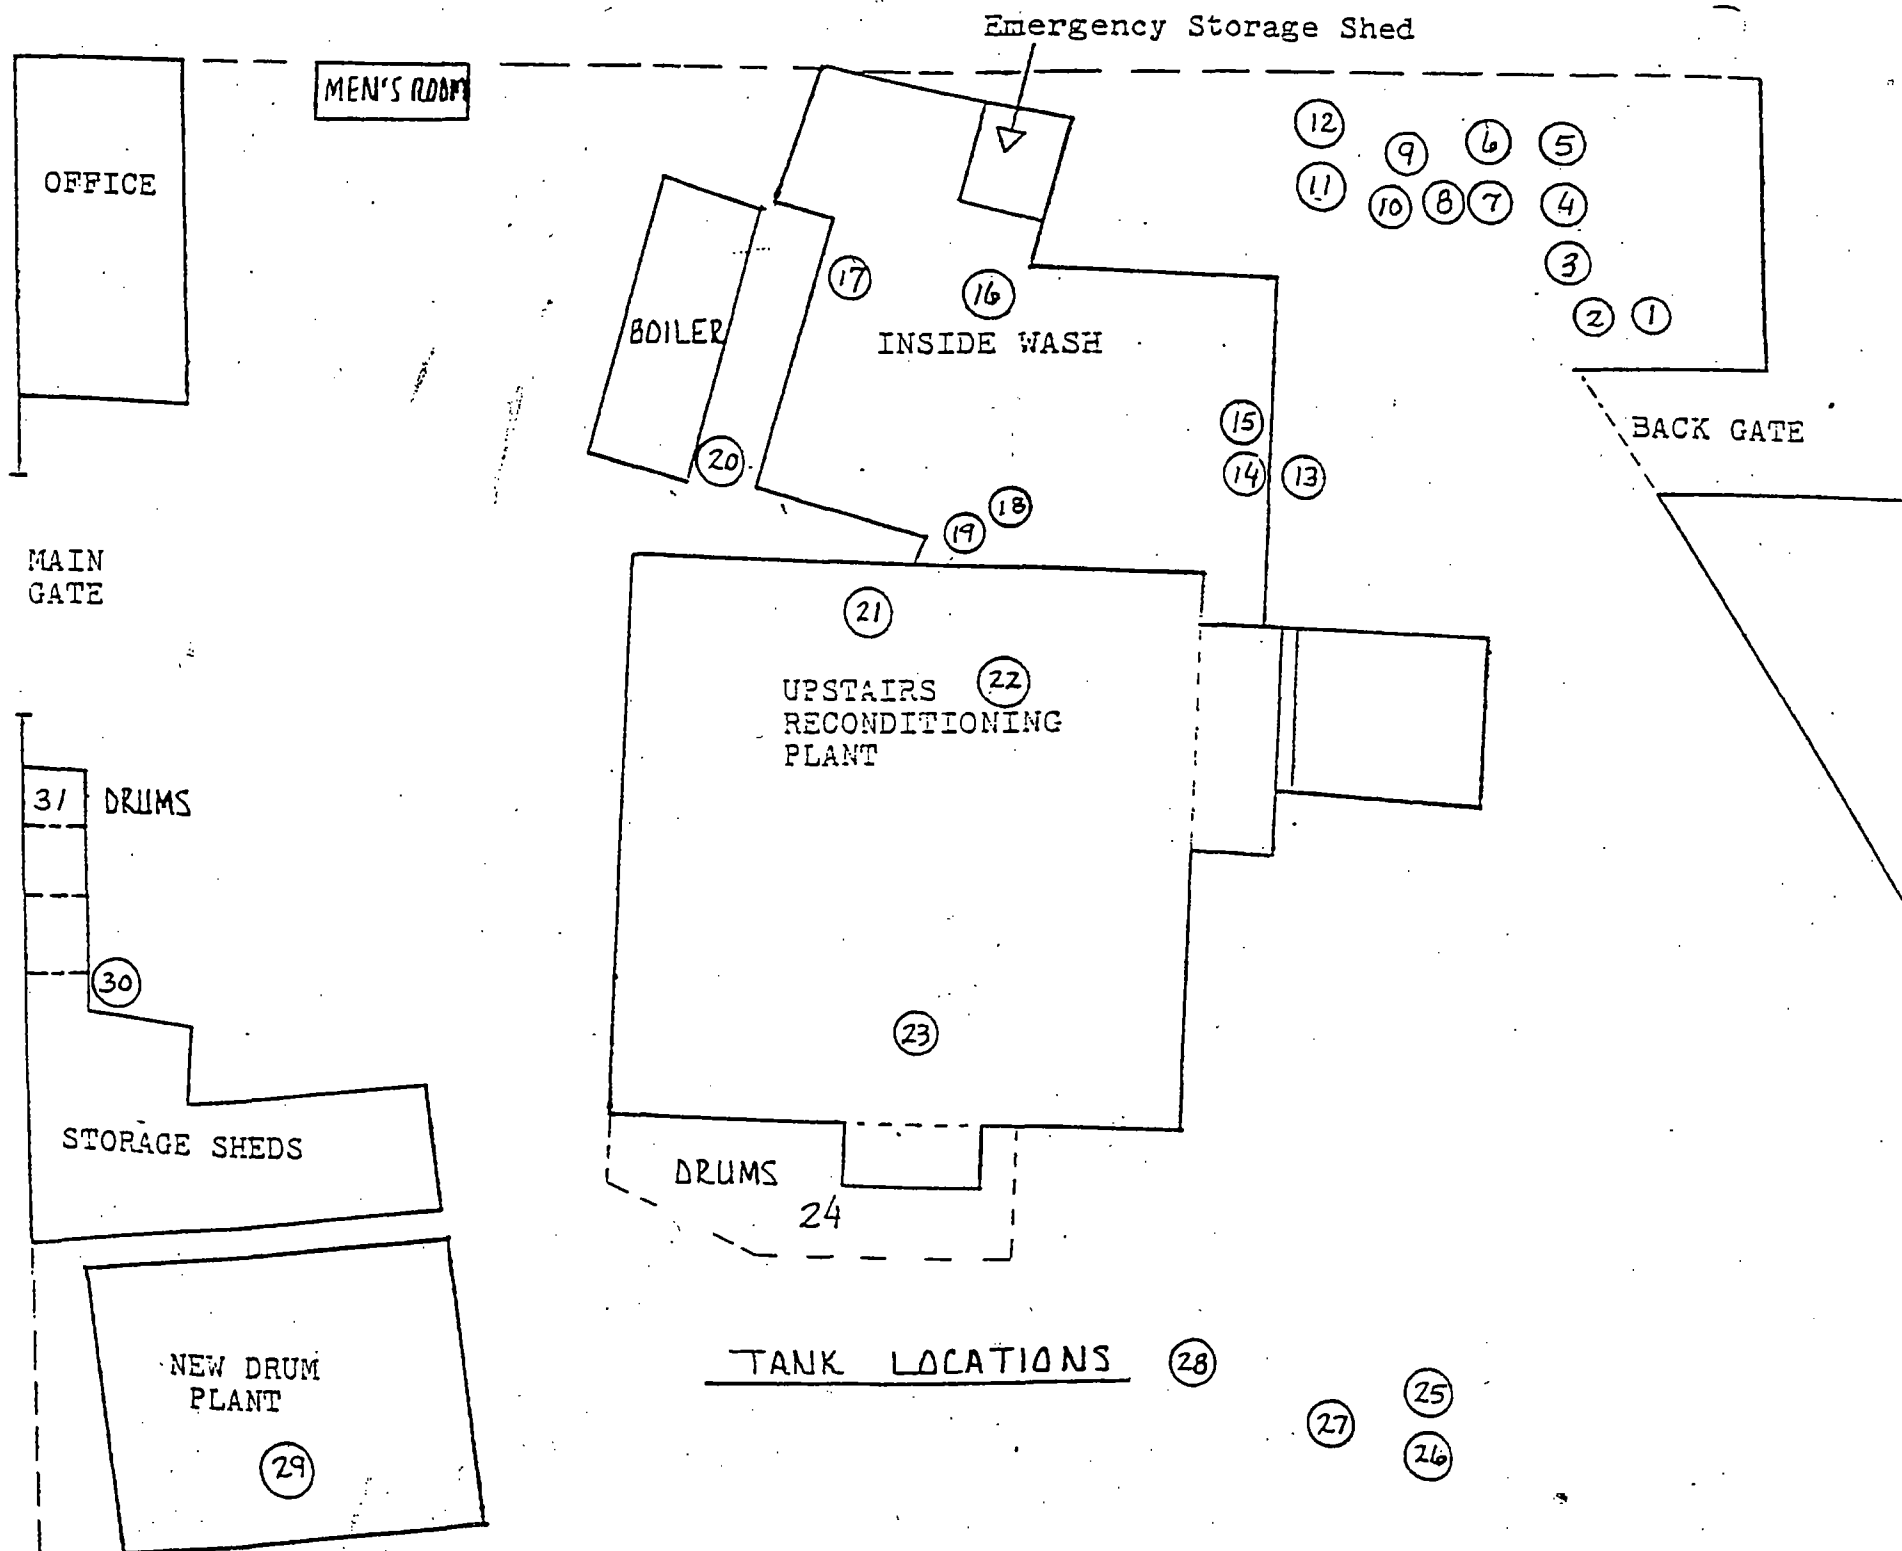 Emergency Storage Shed
MEN'S ROOM
OFFICE
12
9
6
5
11
10
8
7
4
3
2
1
17
16
BOILER
INSIDE WASH
15
BACK GATE
20
14
13
18
19
MAIN
GATE
21
UPSTAIRS
RECONDITIONING
PLANT
22
31
DRUMS
30
23
STORAGE SHEDS
DRUMS
24
NEW DRUM
PLANT
29
TANK LOCATIONS
28
25
27
26